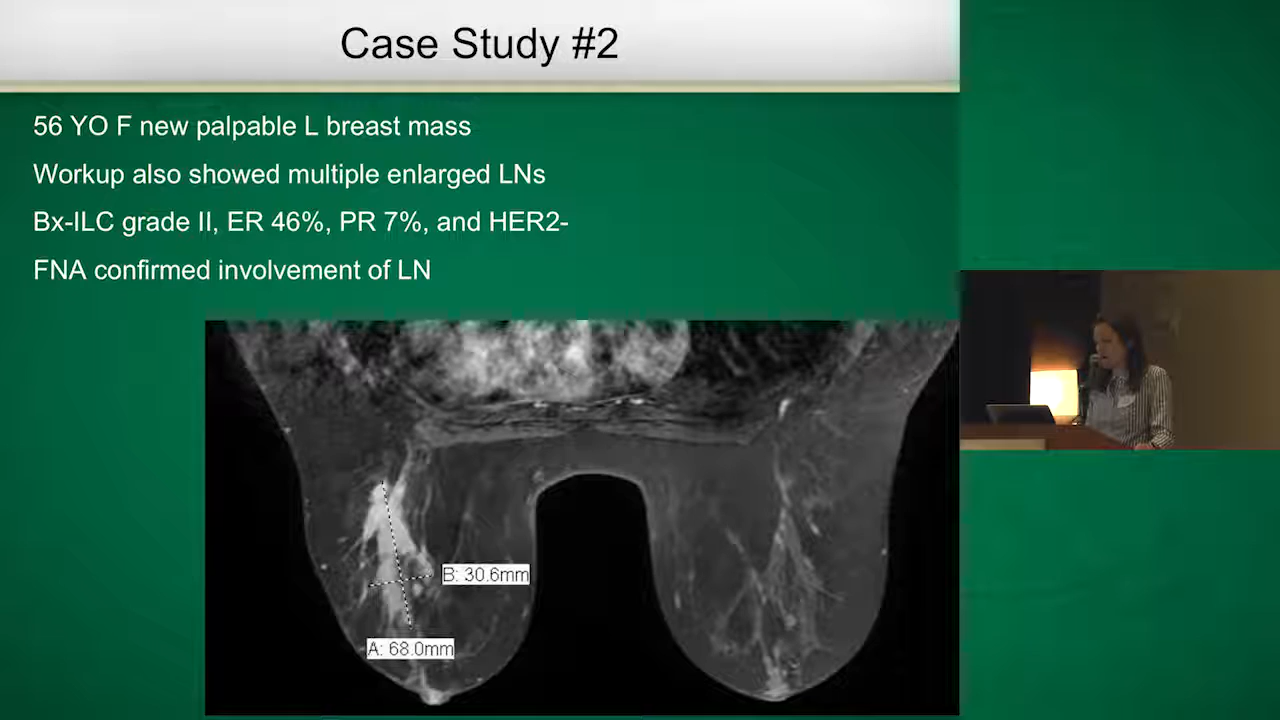 Case Study #2
56 YO F new palpable L breast mass
Workup also showed multiple enlarged LNs
Bx-ILC grade II, ER 46%, PR 7%, and HER2-
FNA confirmed involvement of LN
B: 30.6mm
A: 68.0mm